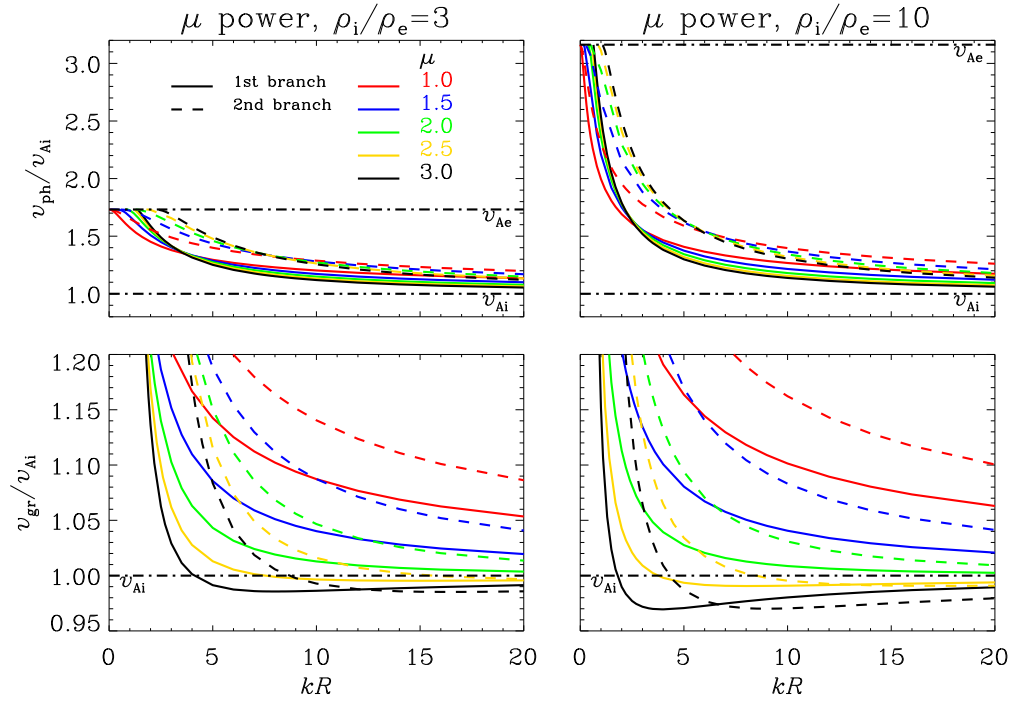 μ power, ρi/ρe=3
μ power, ρi/ρe=10
3.0
2.5
2.0
1.5
1.0
vph/vAi
μ
1st branch
2nd branch
1.0
1.5
2.0
2.5
3.0
vAe
vAi
vAe
vAi
1.20
1.15
1.10
1.05
1.00
0.95
vgr/vAi
vAi
vAi
0
5
10
15
20
kR
0
5
10
15
20
kR